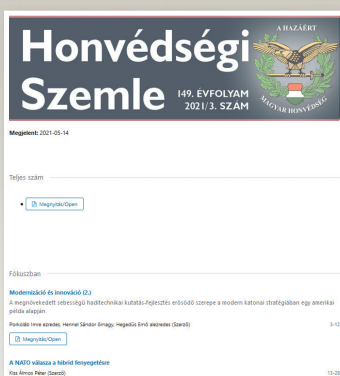 Honvédségi
Szemle
149. ÉVFOLYAM
2021/3. SZÁM
A HAZÁÉRT
MAGYAR HONVÉDSÉG
Megjelent: 2021-05-14
Teljes szám
Megnyitás/Open
Fókuszban
Modernizáció és innováció (2.)
A megnövekedett sebességű haditechnikai kutatás-fejlesztés erősödő szerepe a modern katonai stratégiában egy amerikai
példa alapján
Porkoláb Imre ezredes, Hennel Sándor őrnagy, Hegedűs Ernő alezredes (Szerző)
3–12
Megnyitás/Open
A NATO válasza a hibrid fenyegetésre
Kiss Álmos Péter (Szerző)
13–28